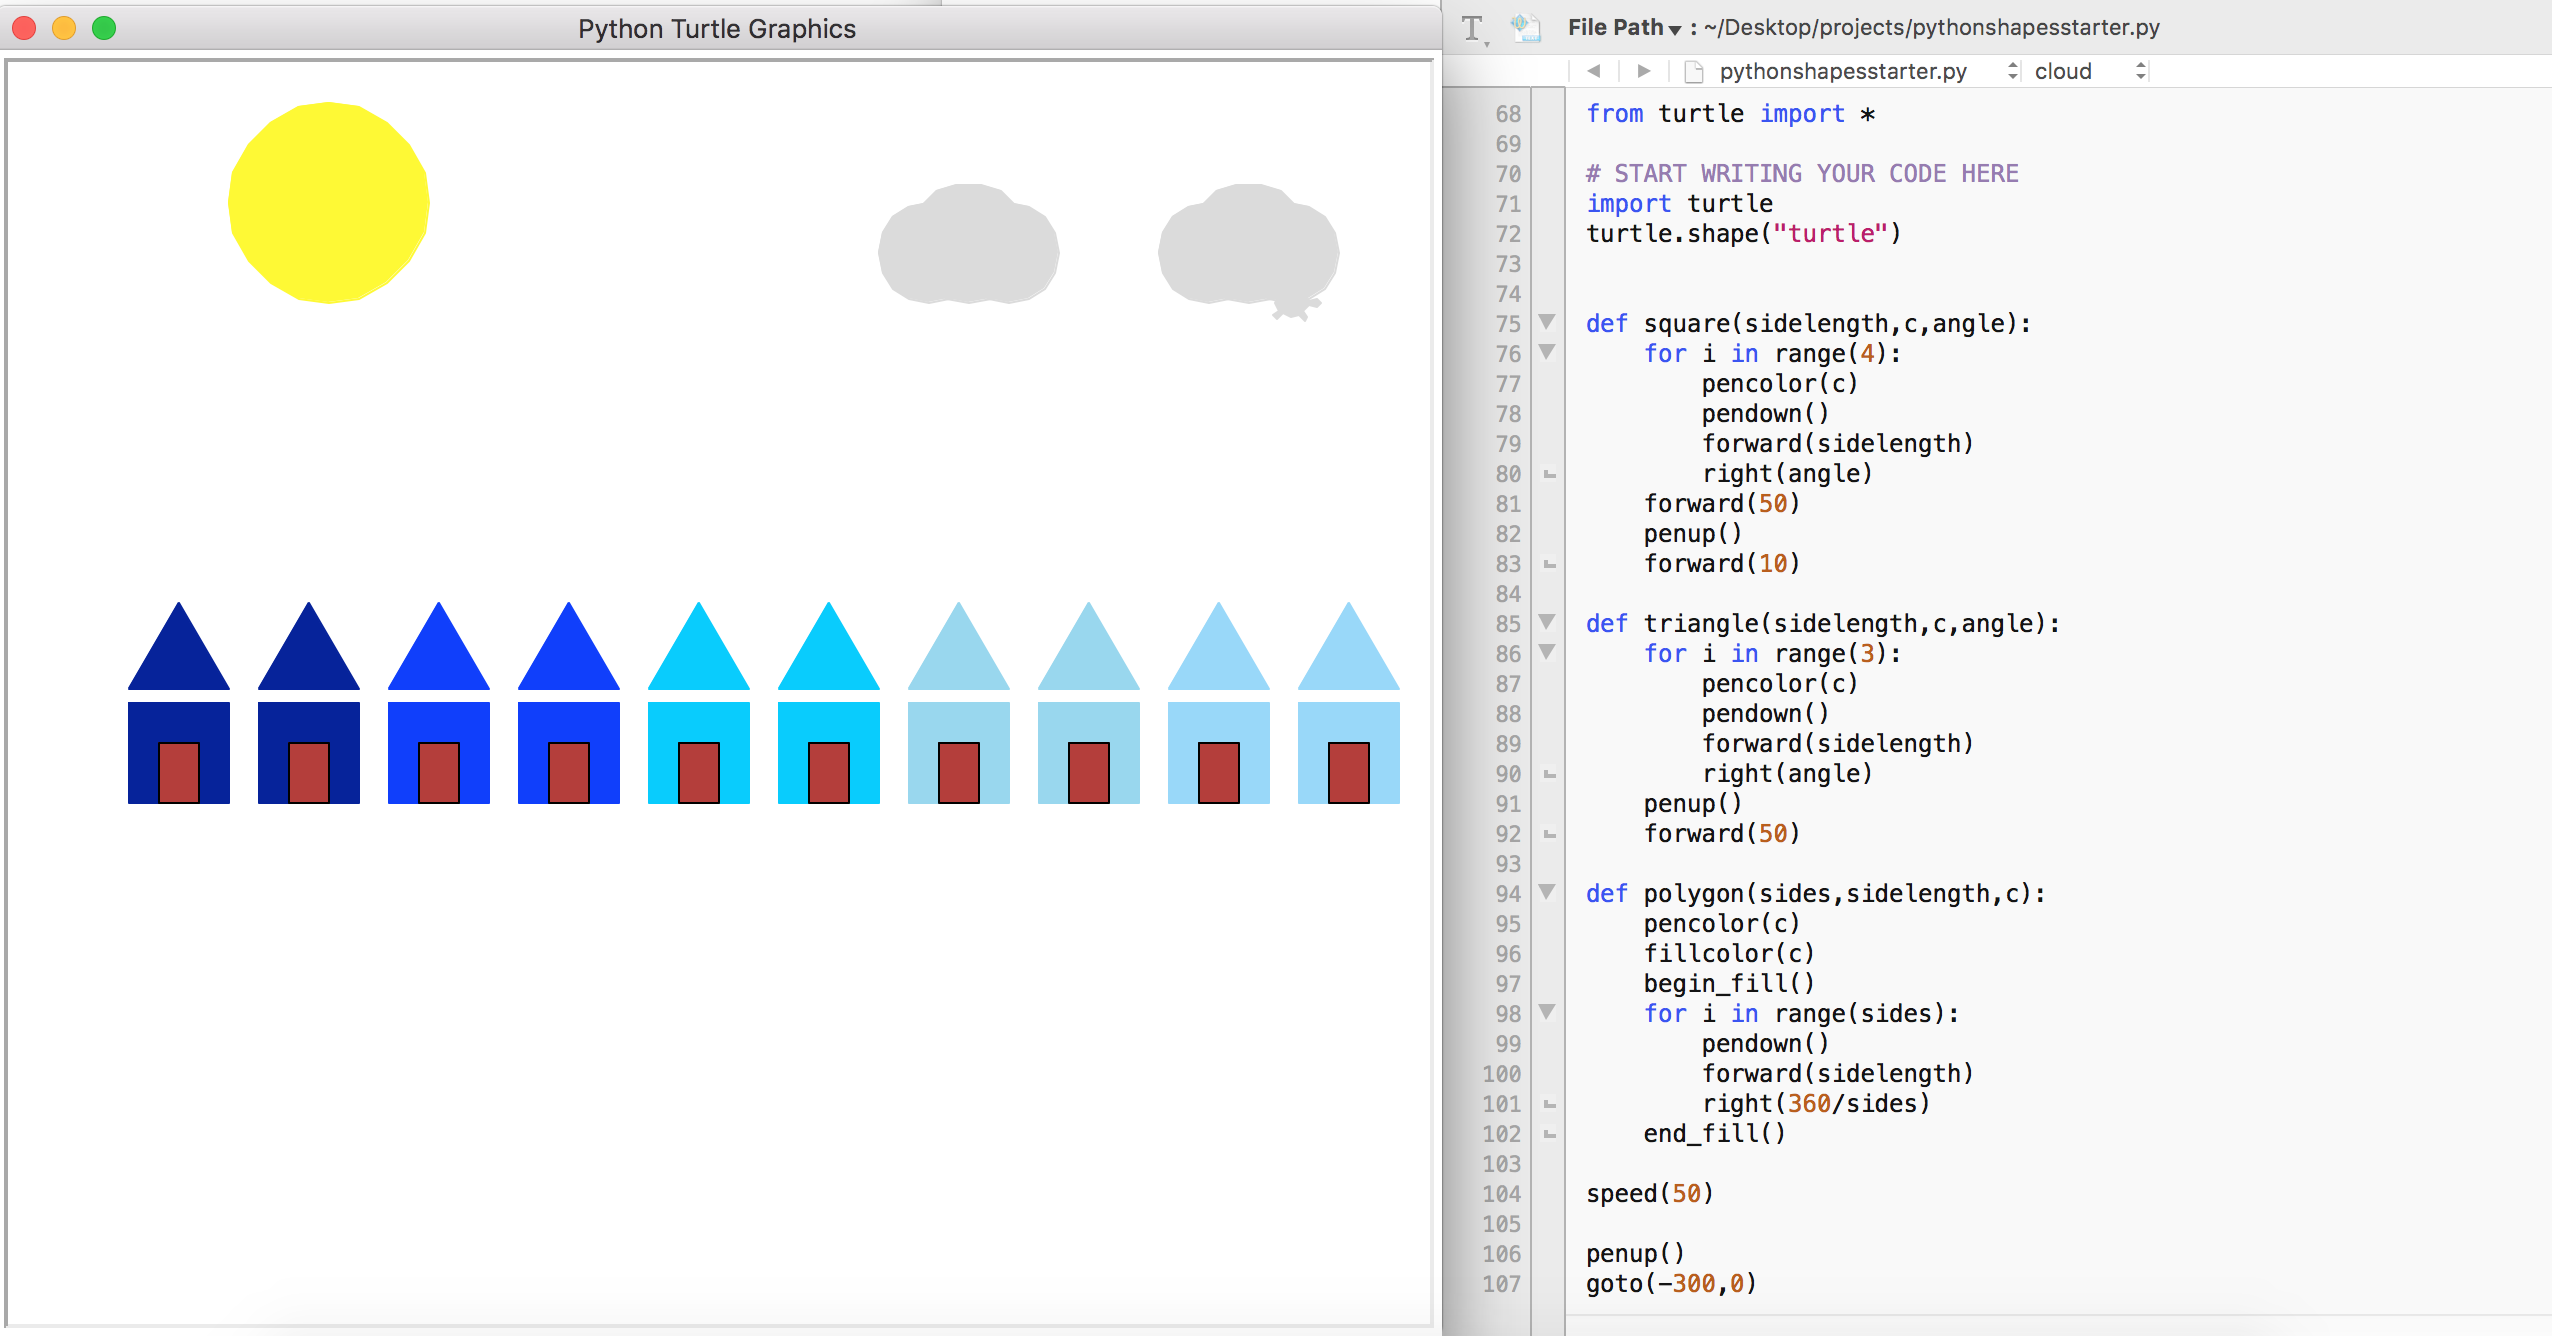 Python Turtle Graphics
File Path : ~/Desktop/projects/pythonshapesstarter.py
pythonshapesstarter.py cloud
68 from turtle import *
69
70 # START WRITING YOUR CODE HERE
71 import turtle
72 turtle.shape("turtle")
73
74
75 def square(sidelength,c,angle):
76 for i in range(4):
77 pencolor(c)
78 pendown()
79 forward(sidelength)
80 right(angle)
81 forward(50)
82 penup()
83 forward(10)
84
85 def triangle(sidelength,c,angle):
86 for i in range(3):
87 pencolor(c)
88 pendown()
89 forward(sidelength)
90 right(angle)
91 penup()
92 forward(50)
93
94 def polygon(sides,sidelength,c):
95 pencolor(c)
96 fillcolor(c)
97 begin_fill()
98 for i in range(sides):
99 pendown()
100 forward(sidelength)
101 right(360/sides)
102 end_fill()
103
104 speed(50)
105
106 penup()
107 goto(-300,0)